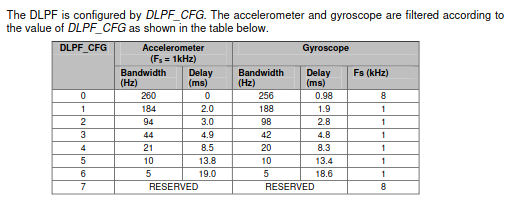 The DLPF is configured by DLPF_CFG. The accelerometer and gyroscope are filtered according to
the value of DLPF_CFG as shown in the table below.
DLPF_CFG Accelerometer (Fs = 1kHz) Gyroscope
Bandwidth (Hz) Delay (ms) Bandwidth (Hz) Delay (ms) Fs (kHz)
0 260 0 256 0.98 8
1 184 2.0 188 1.9 1
2 94 3.0 98 2.8 1
3 44 4.9 42 4.8 1
4 21 8.5 20 8.3 1
5 10 13.8 10 13.4 1
6 5 19.0 5 18.6 1
7 RESERVED RESERVED 8